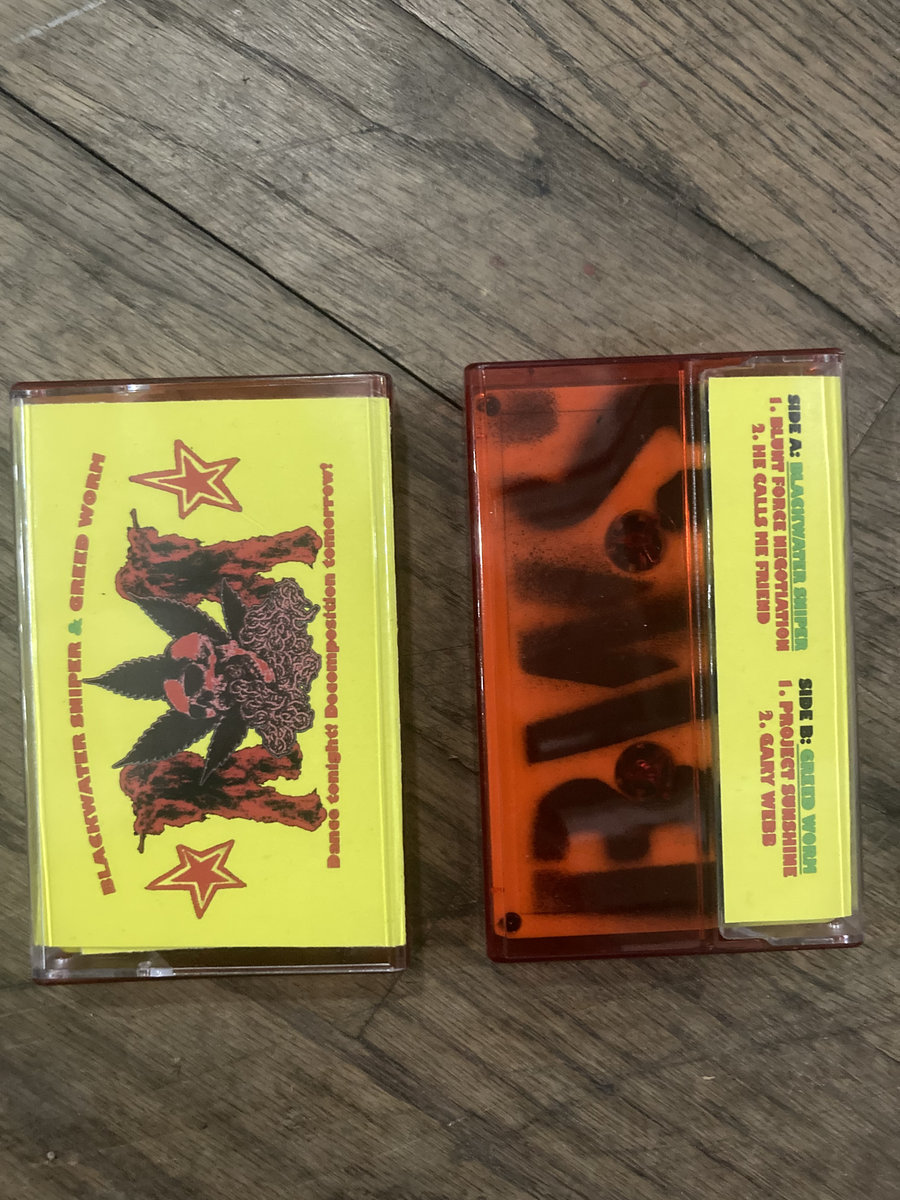 BLACKWATER SNIPER & GREED WORM
Dance tonight! Decomposition tomorrow!
SIDE A: BLACKWATER SNIPER
1. BLUNT FORCE NEGOTIATION
2. HE CALLS ME FRIEND
SIDE B: GREED WORM
1. PROJECT SUNSHINE
2. GARY WEBB
BWS